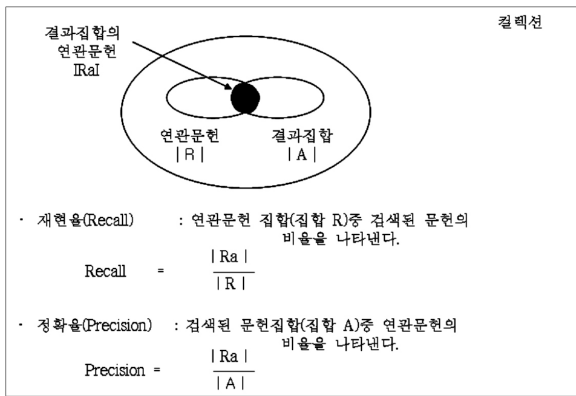 컬렉션
결과집합의
연관문헌
|Ra|
연관문헌
|R|
결과집합
|A|
· 재현율(Recall) : 연관문헌 집합(집합 R)중 검색된 문헌의
비율을 나타낸다.
Recall = |Ra| / |R|
· 정확율(Precision) : 검색된 문헌집합(집합 A)중 연관문헌의
비율을 나타낸다.
Precision = |Ra| / |A|